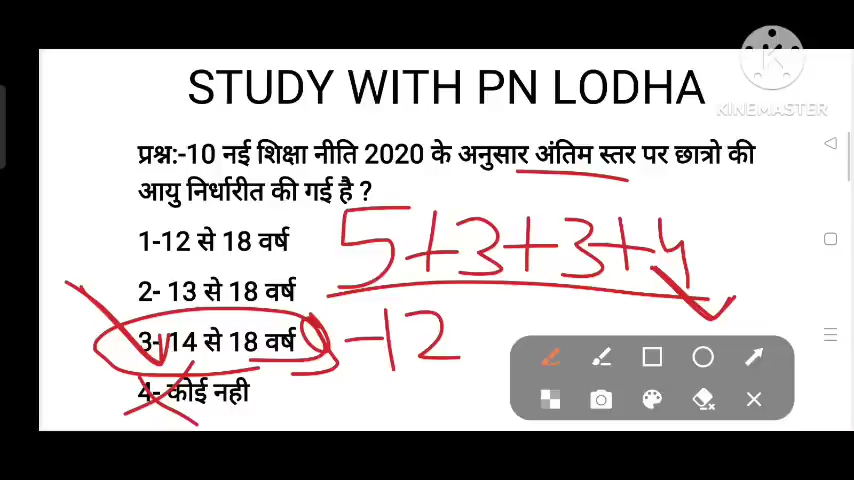 STUDY WITH PN LODHA
KINEMASTER
प्रश्न:-10 नई शिक्षा नीति 2020 के अनुसार अंतिम स्तर पर छात्रो की
आयु निर्धारीत की गई है ?
1-12 से 18 वर्ष
5+3+3+4
2- 13 से 18 वर्ष
3- 14 से 18 वर्ष
9-12
4- कोई नही